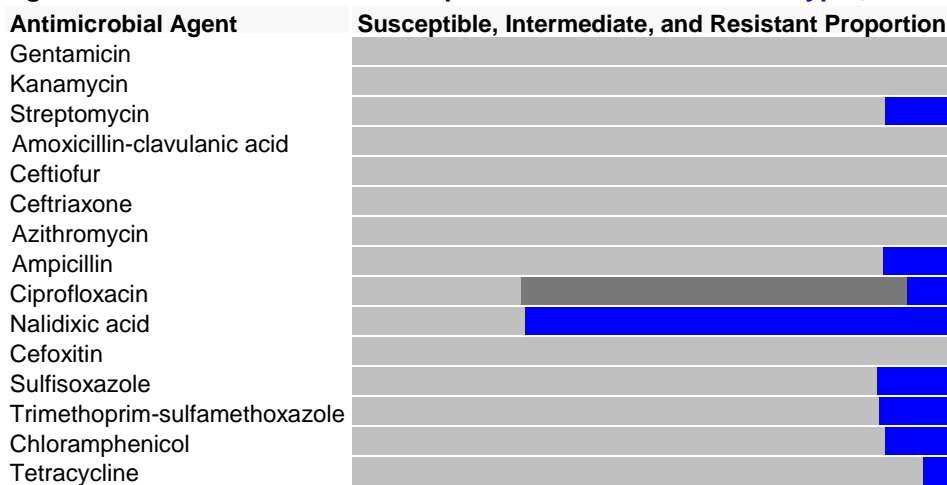 Antimicrobial Agent Susceptible, Intermediate, and Resistant Proportion
Gentamicin
Kanamycin
Streptomycin
Amoxicillin-clavulanic acid
Ceftiofur
Ceftriaxone
Azithromycin
Ampicillin
Ciprofloxacin
Nalidixic acid
Cefoxitin
Sulfisoxazole
Trimethoprim-sulfamethoxazole
Chloramphenicol
Tetracycline